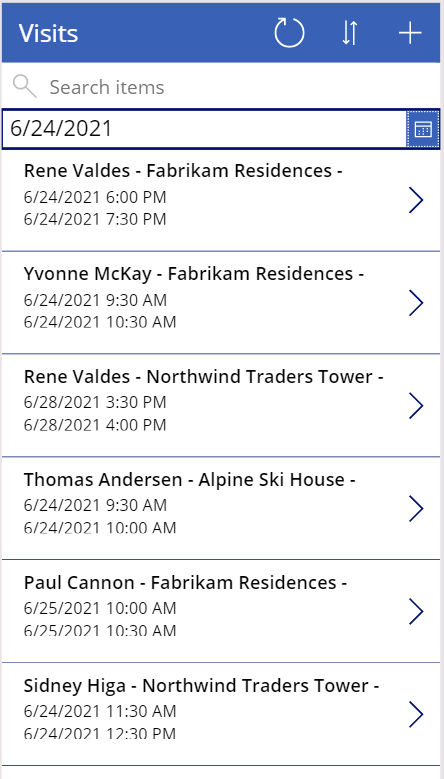 Visits
Search items
6/24/2021
Rene Valdes - Fabrikam Residences -
6/24/2021 6:00 PM
6/24/2021 7:30 PM
Yvonne McKay - Fabrikam Residences -
6/24/2021 9:30 AM
6/24/2021 10:30 AM
Rene Valdes - Northwind Traders Tower -
6/28/2021 3:30 PM
6/28/2021 4:00 PM
Thomas Andersen - Alpine Ski House -
6/24/2021 9:30 AM
6/24/2021 10:00 AM
Paul Cannon - Fabrikam Residences -
6/25/2021 10:00 AM
6/25/2021 10:30 AM
Sidney Higa - Northwind Traders Tower -
6/24/2021 11:30 AM
6/24/2021 12:30 PM